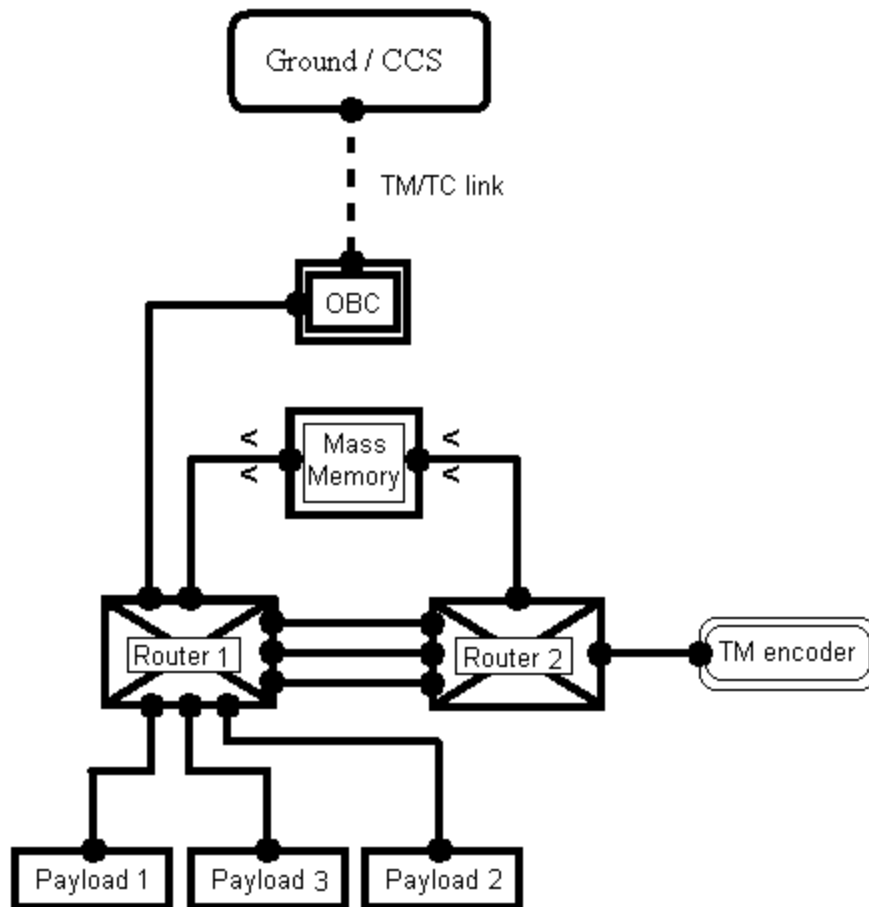 Ground / CCS
TM/TC link
OBC
<
<
Mass
Memory
<
<
Router 1
Router 2
TM encoder
Payload 1
Payload 3
Payload 2